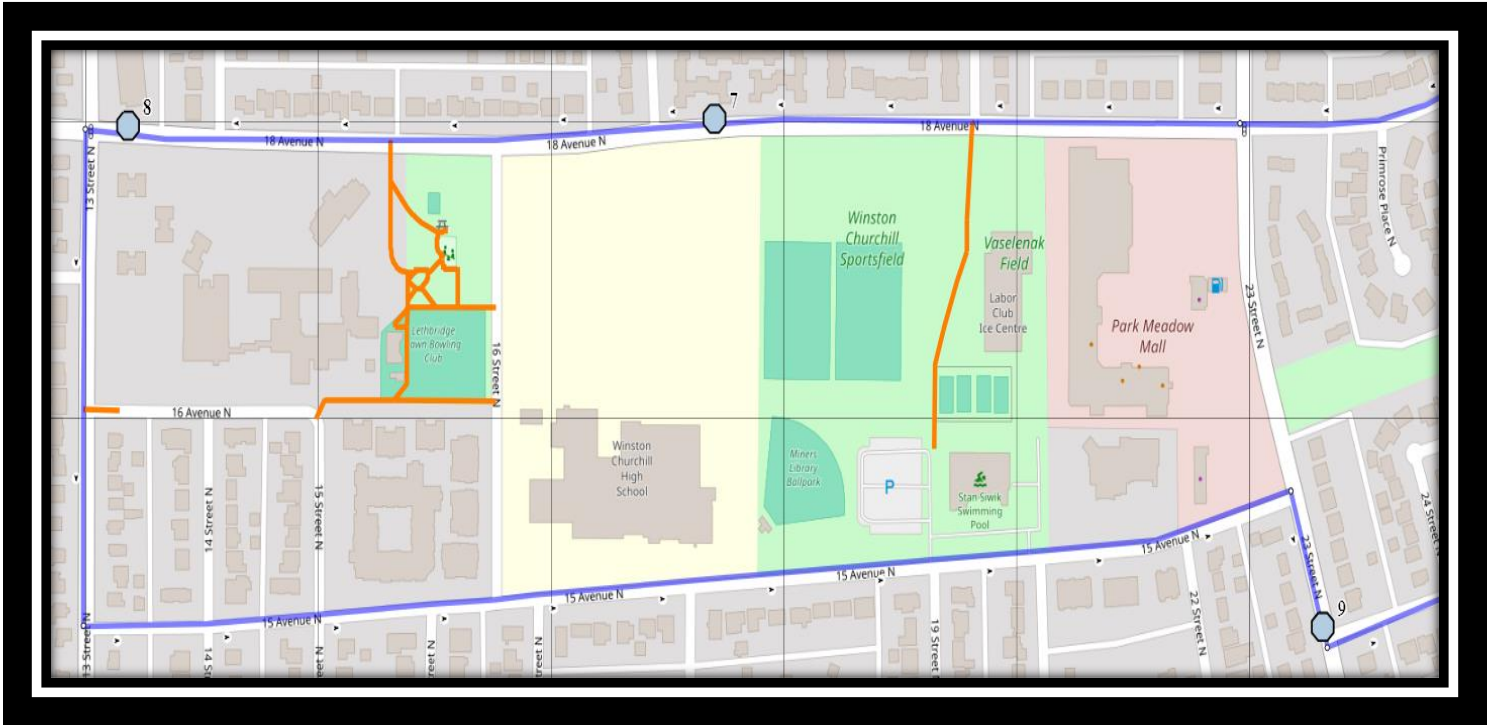 8
7
18 Avenue N
18 Avenue N
18 Avenue N
13 Street N
Primrose Place N
Winston
Churchill
Sportsfield
Vaselenak
Field
Labor
Club
Ice Centre
23 Street N
Park Meadow
Mall
Lethbridge
Lawn Bowling
Club
16 Street N
16 Avenue N
Winston
Churchill
High
School
Miners
Library
Ballpark
P
Stan Siwik
Swimming
Pool
14 Street N
15 Street N
24 Street N
15 Avenue N
15 Avenue N
15 Avenue N
15 Avenue N
23 Street N
9
22 Street N
19 Street N
13 Street N
14 S
reet N
treet N